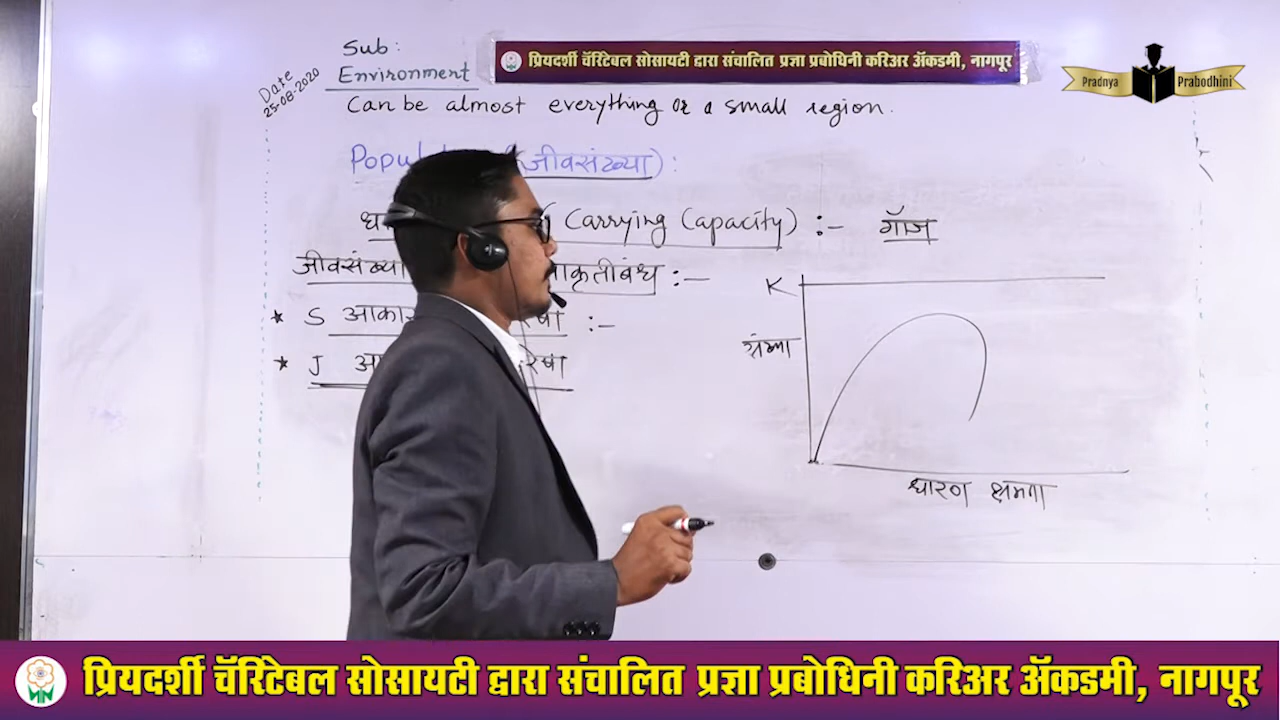 Sub:
Environment
Date
25-08-2020
प्रियदर्शी चॅरिटेबल सोसायटी द्वारा संचालित प्रज्ञा प्रबोधिनी करिअर ॲकडमी, नागपूर
Pradnya Prabodhini
Can be almost everything or a small region.
(जीवसंख्या):
Carrying Capacity) :- गॉज
जीवसंख्या :-
* S :-
* J
K
धारण क्षमता
प्रियदर्शी चॅरिटेबल सोसायटी द्वारा संचालित प्रज्ञा प्रबोधिनी करिअर ॲकडमी, नागपूर